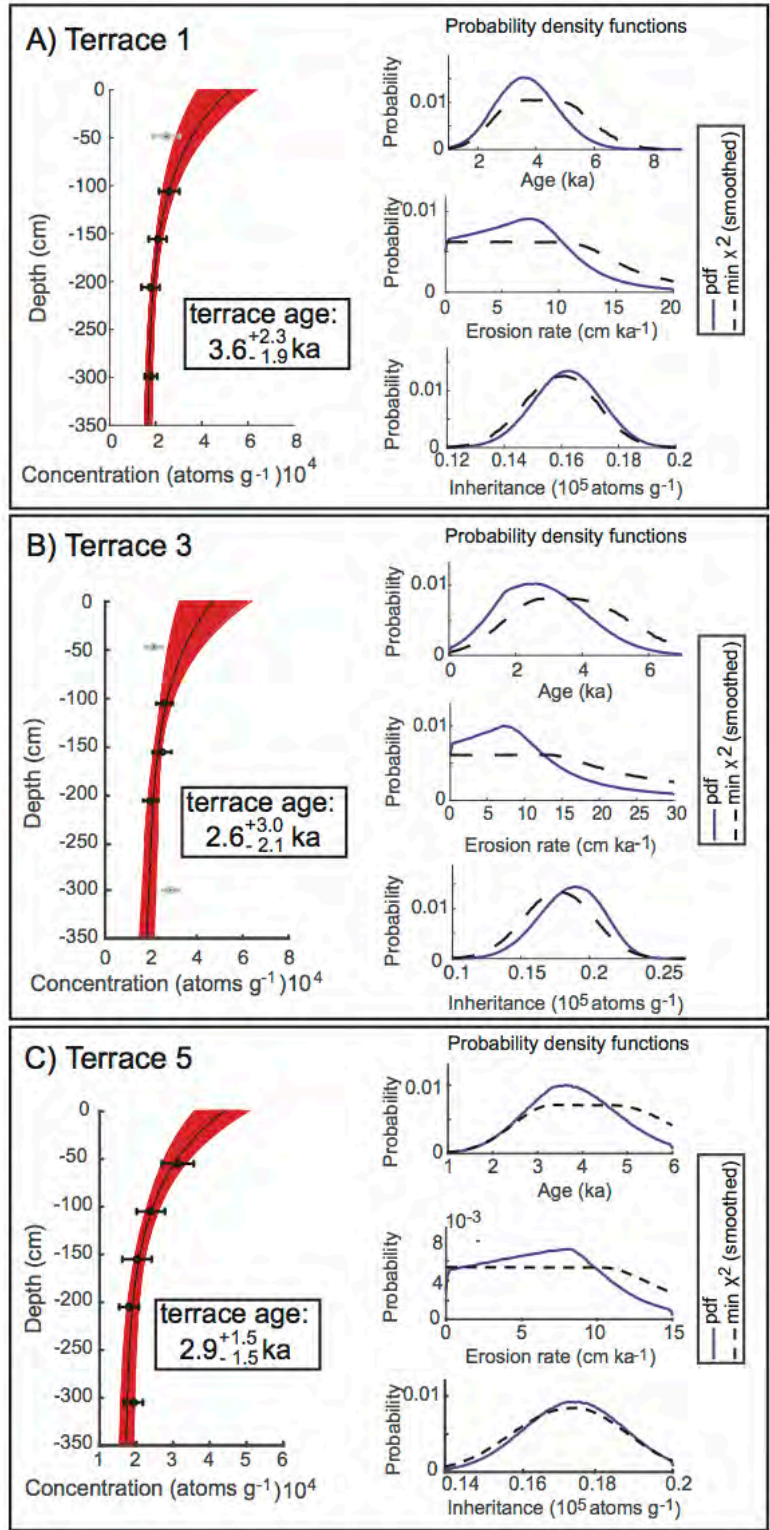 A) Terrace 1
Probability density functions
0
-50
-100
-150
-200
-250
-300
-350
Depth (cm)
0 2 4 6 8
Concentration (atoms g-1)10^4
terrace age:
3.6 +2.3 - 1.9 ka
Probability
0.01
0
2 4 6 8
Age (ka)
Probability
0.01
0
0 5 10 15 20
Erosion rate (cm ka-1)
Probability
0.01
0
0.12 0.14 0.16 0.18 0.2
Inheritance (10^5 atoms g-1)
pdf
min x^2 (smoothed)
B) Terrace 3
Probability density functions
0
-50
-100
-150
-200
-250
-300
-350
Depth (cm)
0 2 4 6 8
Concentration (atoms g-1)10^4
terrace age:
2.6 +3.0 - 2.1 ka
Probability
0.01
0
0 2 4 6
Age (ka)
Probability
0.01
0
0 5 10 15 20 25 30
Erosion rate (cm ka-1)
Probability
0.01
0
0.1 0.15 0.2 0.25
Inheritance (10^5 atoms g-1)
pdf
min x^2 (smoothed)
C) Terrace 5
Probability density functions
0
-50
-100
-150
-200
-250
-300
-350
Depth (cm)
1 2 3 4 5 6
Concentration (atoms g-1)10^4
terrace age:
2.9 +1.5 - 1.5 ka
Probability
0.01
0
1 2 3 4 5 6
Age (ka)
Probability
10^-3
8
6
4
0
0 5 10 15
Erosion rate (cm ka-1)
Probability
0.01
0
0.14 0.16 0.18 0.2
Inheritance (10^5 atoms g-1)
pdf
min χ^2 (smoothed)